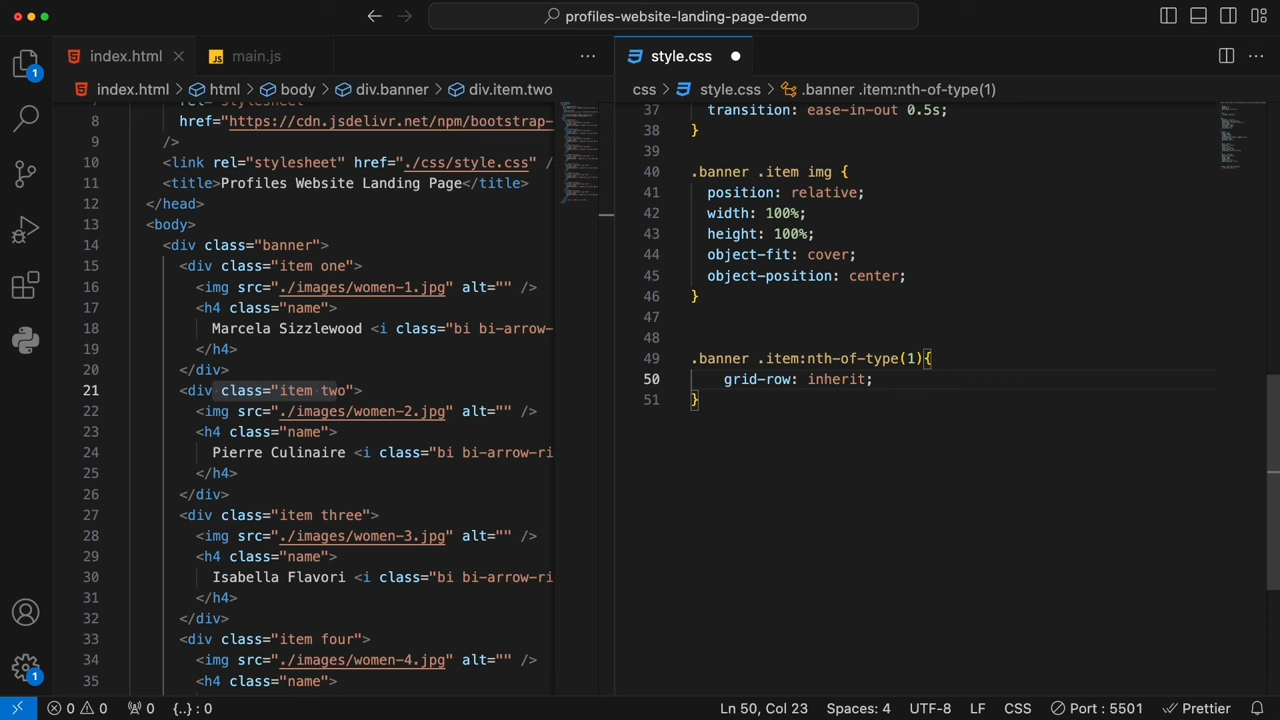 profiles-website-landing-page-demo
index.html
JS main.js
style.css
index.html > html > body > div.banner > div.item.two
css > style.css > .banner .item:nth-of-type(1)
8 href="https://cdn.jsdelivr.net/npm/bootstrap-
9 />
10 <link rel="stylesheet" href="./css/style.css" /
11 <title>Profiles Website Landing Page</title>
12 </head>
13 <body>
14 <div class="banner">
15 <div class="item one">
16 <img src="./images/women-1.jpg" alt="" />
17 <h4 class="name">
18 Marcela Sizzlewood <i class="bi bi-arrow-
19 </h4>
20 </div>
21 <div class="item two">
22 <img src="./images/women-2.jpg" alt="" />
23 <h4 class="name">
24 Pierre Culinaire <i class="bi bi-arrow-ri
25 </h4>
26 </div>
27 <div class="item three">
28 <img src="./images/women-3.jpg" alt="" />
29 <h4 class="name">
30 Isabella Flavori <i class="bi bi-arrow-ri
31 </h4>
32 </div>
33 <div class="item four">
34 <img src="./images/women-4.jpg" alt="" />
35 <h4 class="name">
37 transition: ease-in-out 0.5s;
38 }
39
40 .banner .item img {
41 position: relative;
42 width: 100%;
43 height: 100%;
44 object-fit: cover;
45 object-position: center;
46 }
47
48
49 .banner .item:nth-of-type(1){
50 grid-row: inherit;
51 }
1
1
0 0 0 {..} : 0 Ln 50, Col 23 Spaces: 4 UTF-8 LF CSS Port : 5501 Prettier